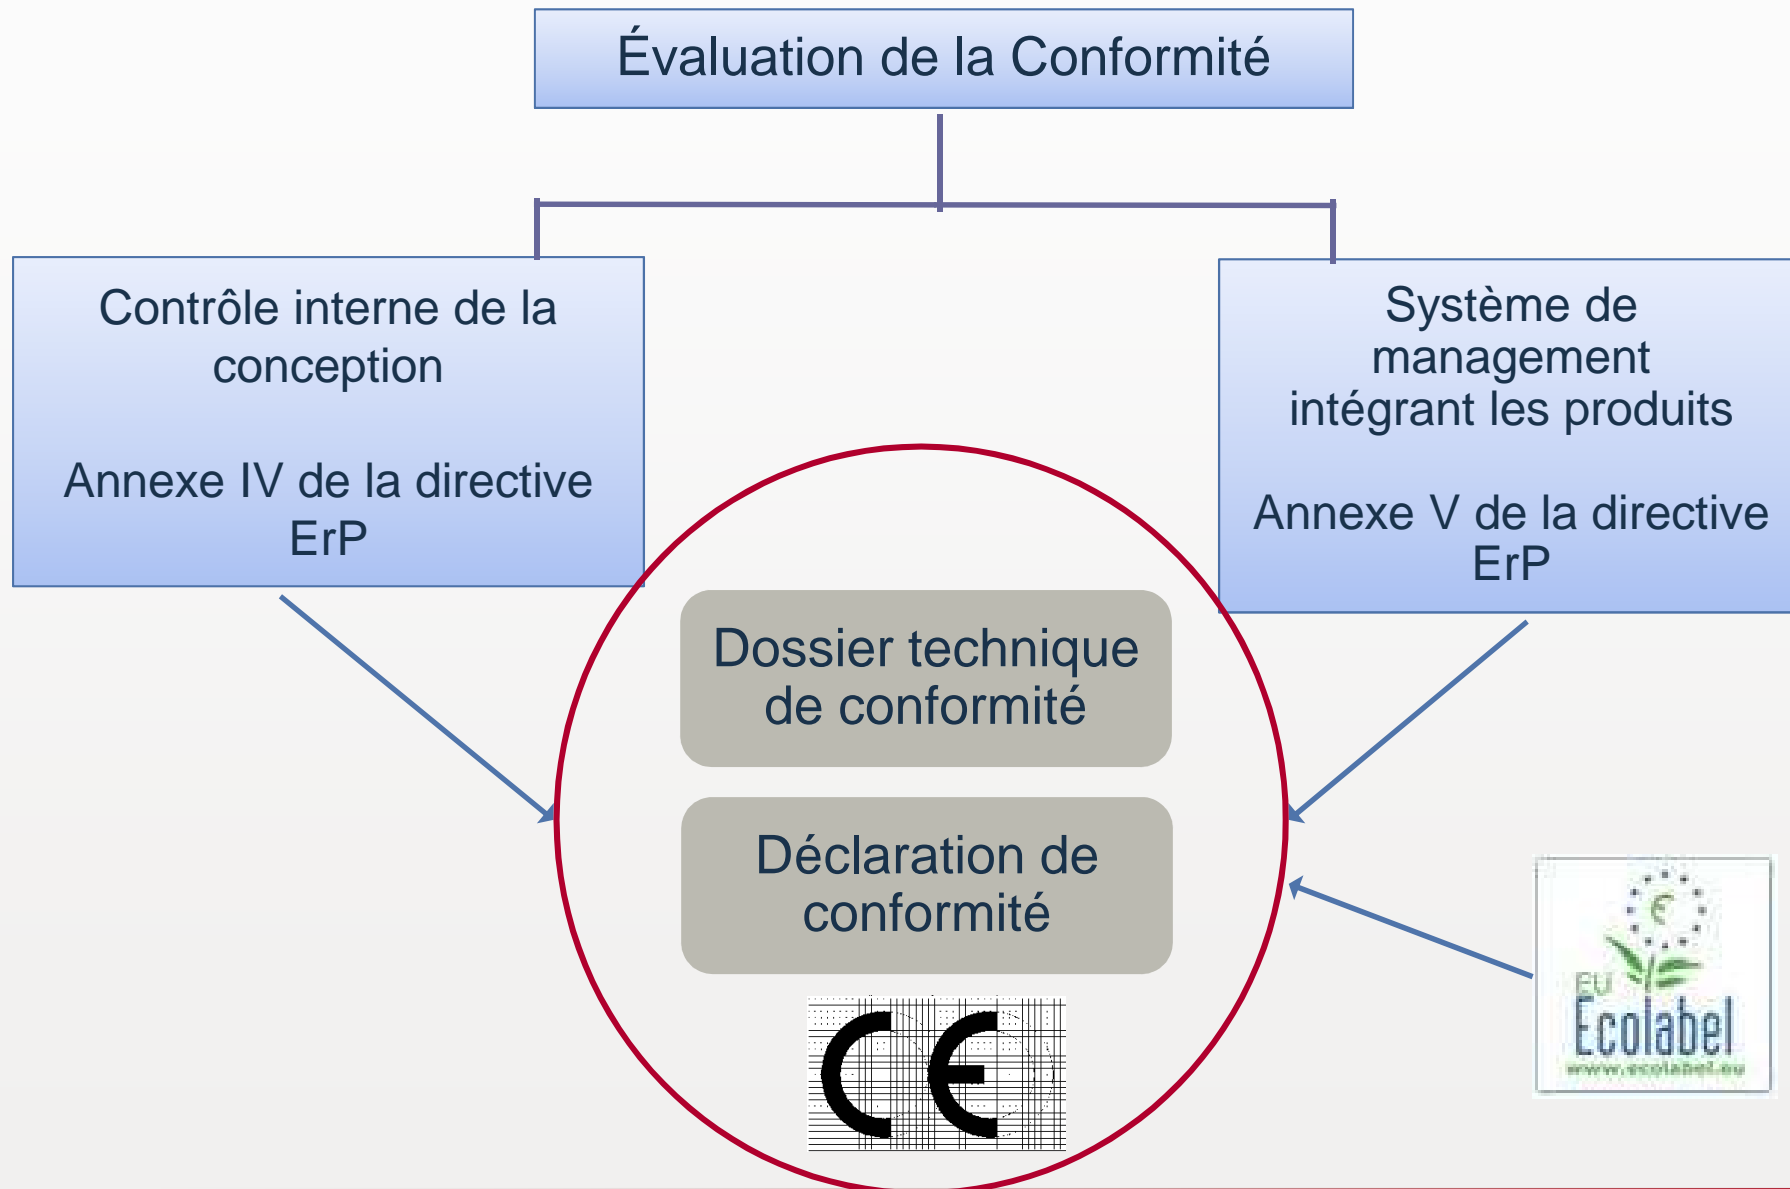 Évaluation de la Conformité
Contrôle interne de la
conception
Annexe IV de la directive
ErP
Système de
management
intégrant les produits
Annexe V de la directive
ErP
Dossier technique
de conformité
Déclaration de
conformité
CE
EU
Ecolabel
www.ecolabel.eu